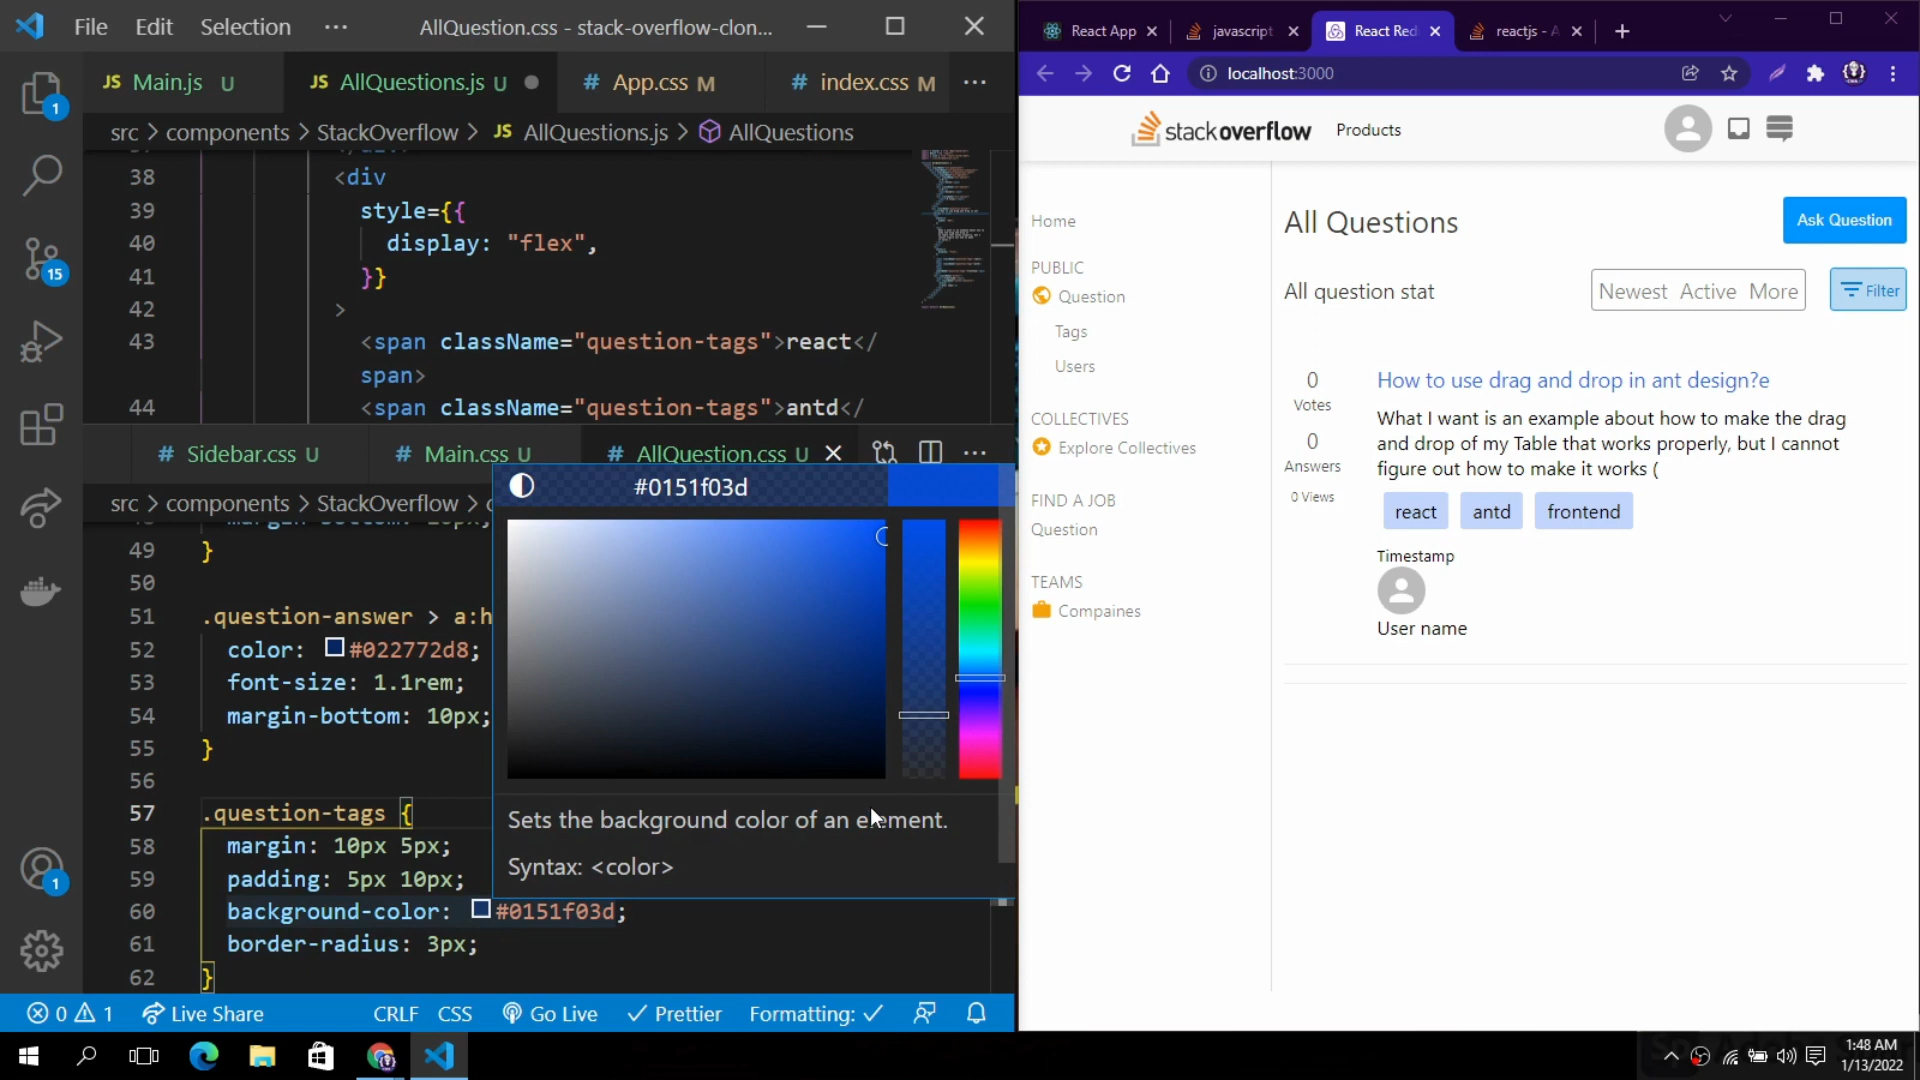 File Edit Selection ··· AllQuestion.css - stack-overflow-clon...
JS Main.js U JS AllQuestions.js U # App.css M # index.css M ···
src > components > StackOverflow > JS AllQuestions.js > AllQuestions
38 <div
39 style={{
40 display: "flex",
41 }}
42 >
43 <span className="question-tags">react</
span>
44 <span className="question-tags">antd</
# Sidebar.css U # Main.css U # AllQuestion.css U ···
src > components > StackOverflow >
49 }
50
51 .question-answer > a:h
52 color: #022772d8;
53 font-size: 1.1rem;
54 margin-bottom: 10px;
55 }
56
57 .question-tags {
58 margin: 10px 5px;
59 padding: 5px 10px;
60 background-color: #0151f03d;
61 border-radius: 3px;
62 }
#0151f03d
Sets the background color of an element.
Syntax: <color>
1
15
1
0 1 Live Share CRLF CSS Go Live Prettier Formatting:
React App javascript React Red reactjs - A
localhost:3000
stackoverflow Products
Home
PUBLIC
Question
Tags
Users
COLLECTIVES
Explore Collectives
FIND A JOB
Question
TEAMS
Compaines
All Questions Ask Question
All question stat Newest Active More Filter
0
Votes
0
Answers
0 Views
How to use drag and drop in ant design?e
What I want is an example about how to make the drag
and drop of my Table that works properly, but I cannot
figure out how to make it works (
react antd frontend
Timestamp
User name
1:48 AM
1/13/2022